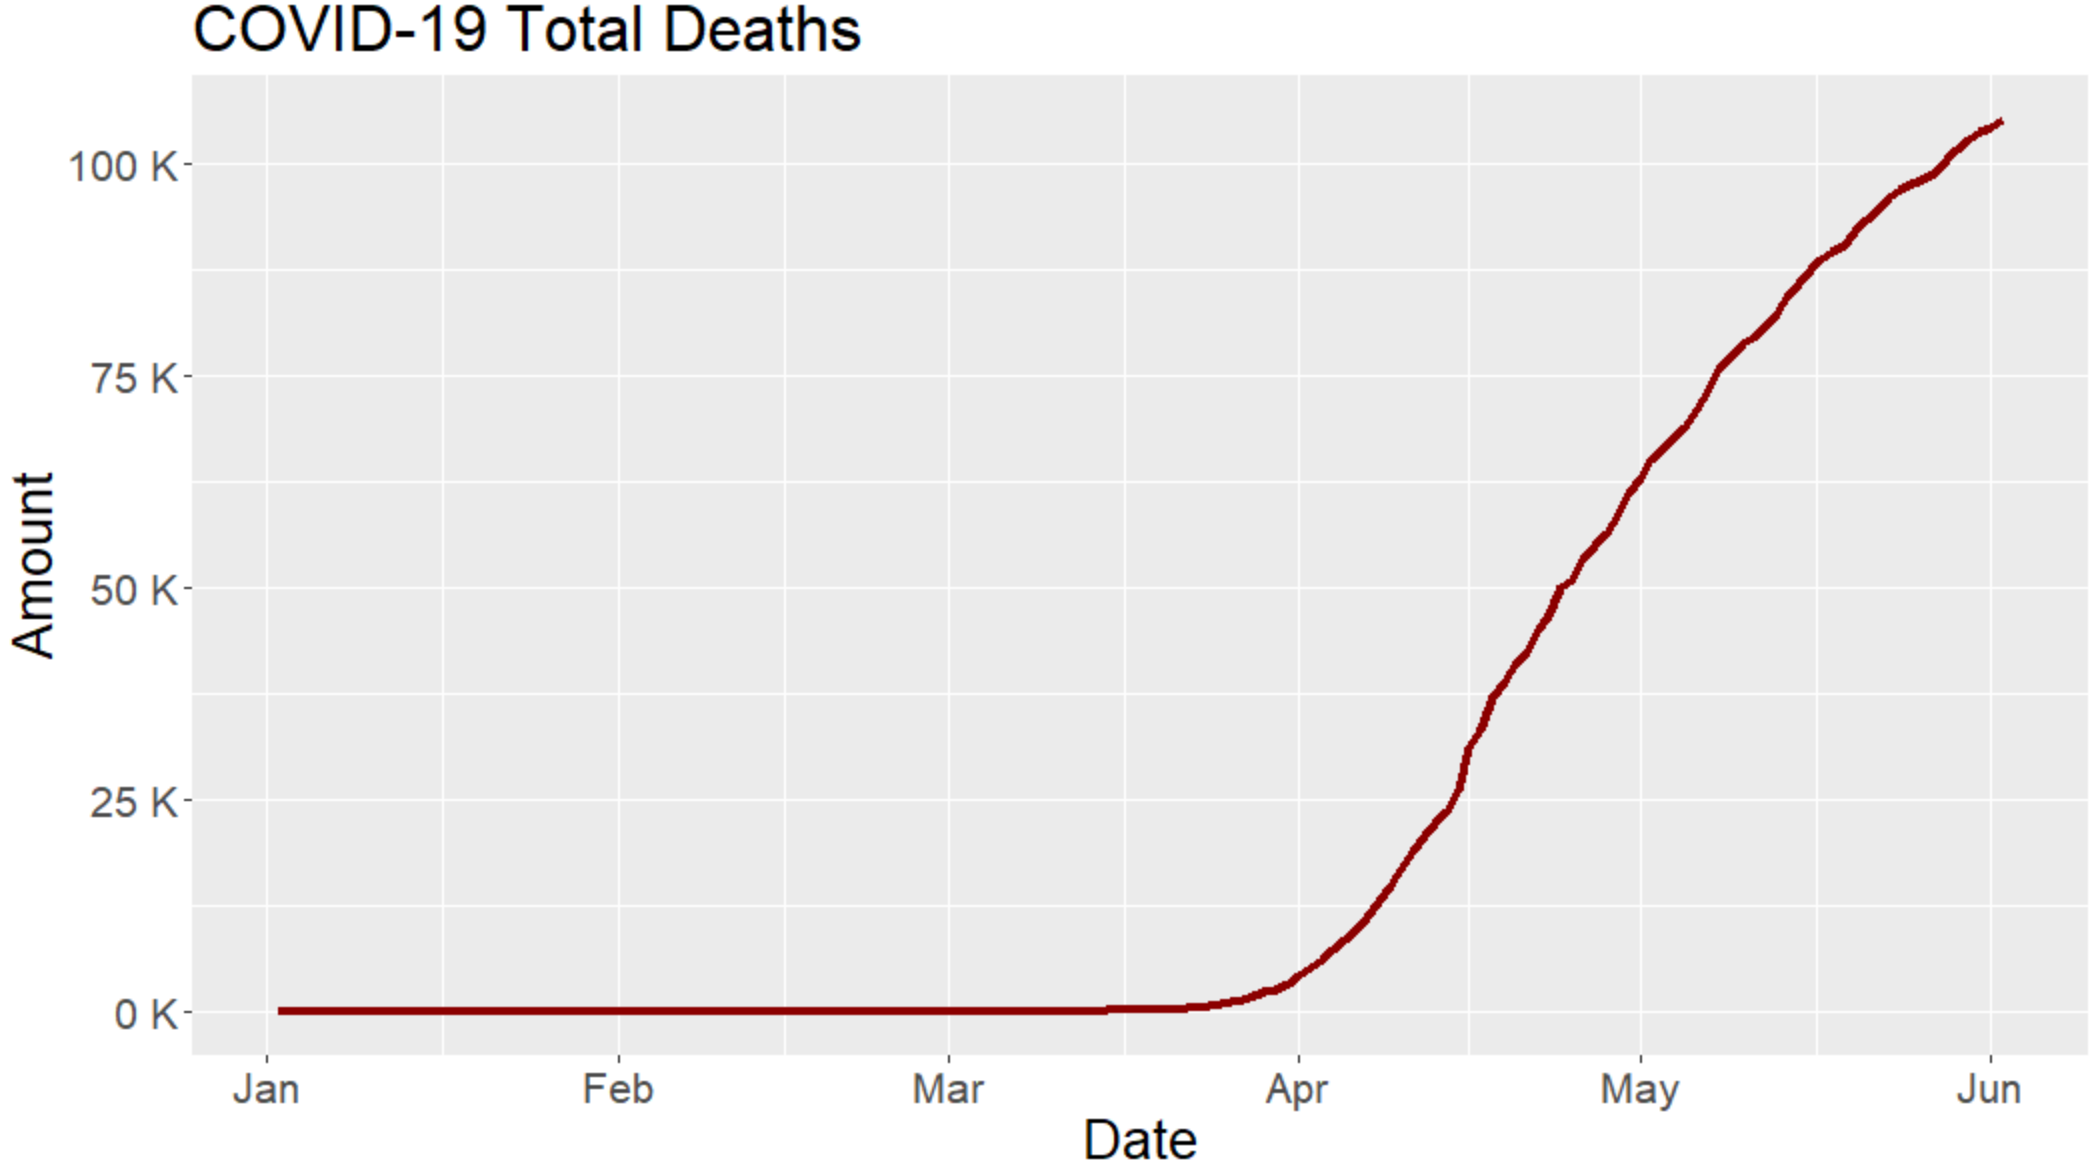 COVID-19 Total Deaths
Amount
100 K
75 K
50 K
25 K
0 K
Jan Feb Mar Apr May Jun
Date